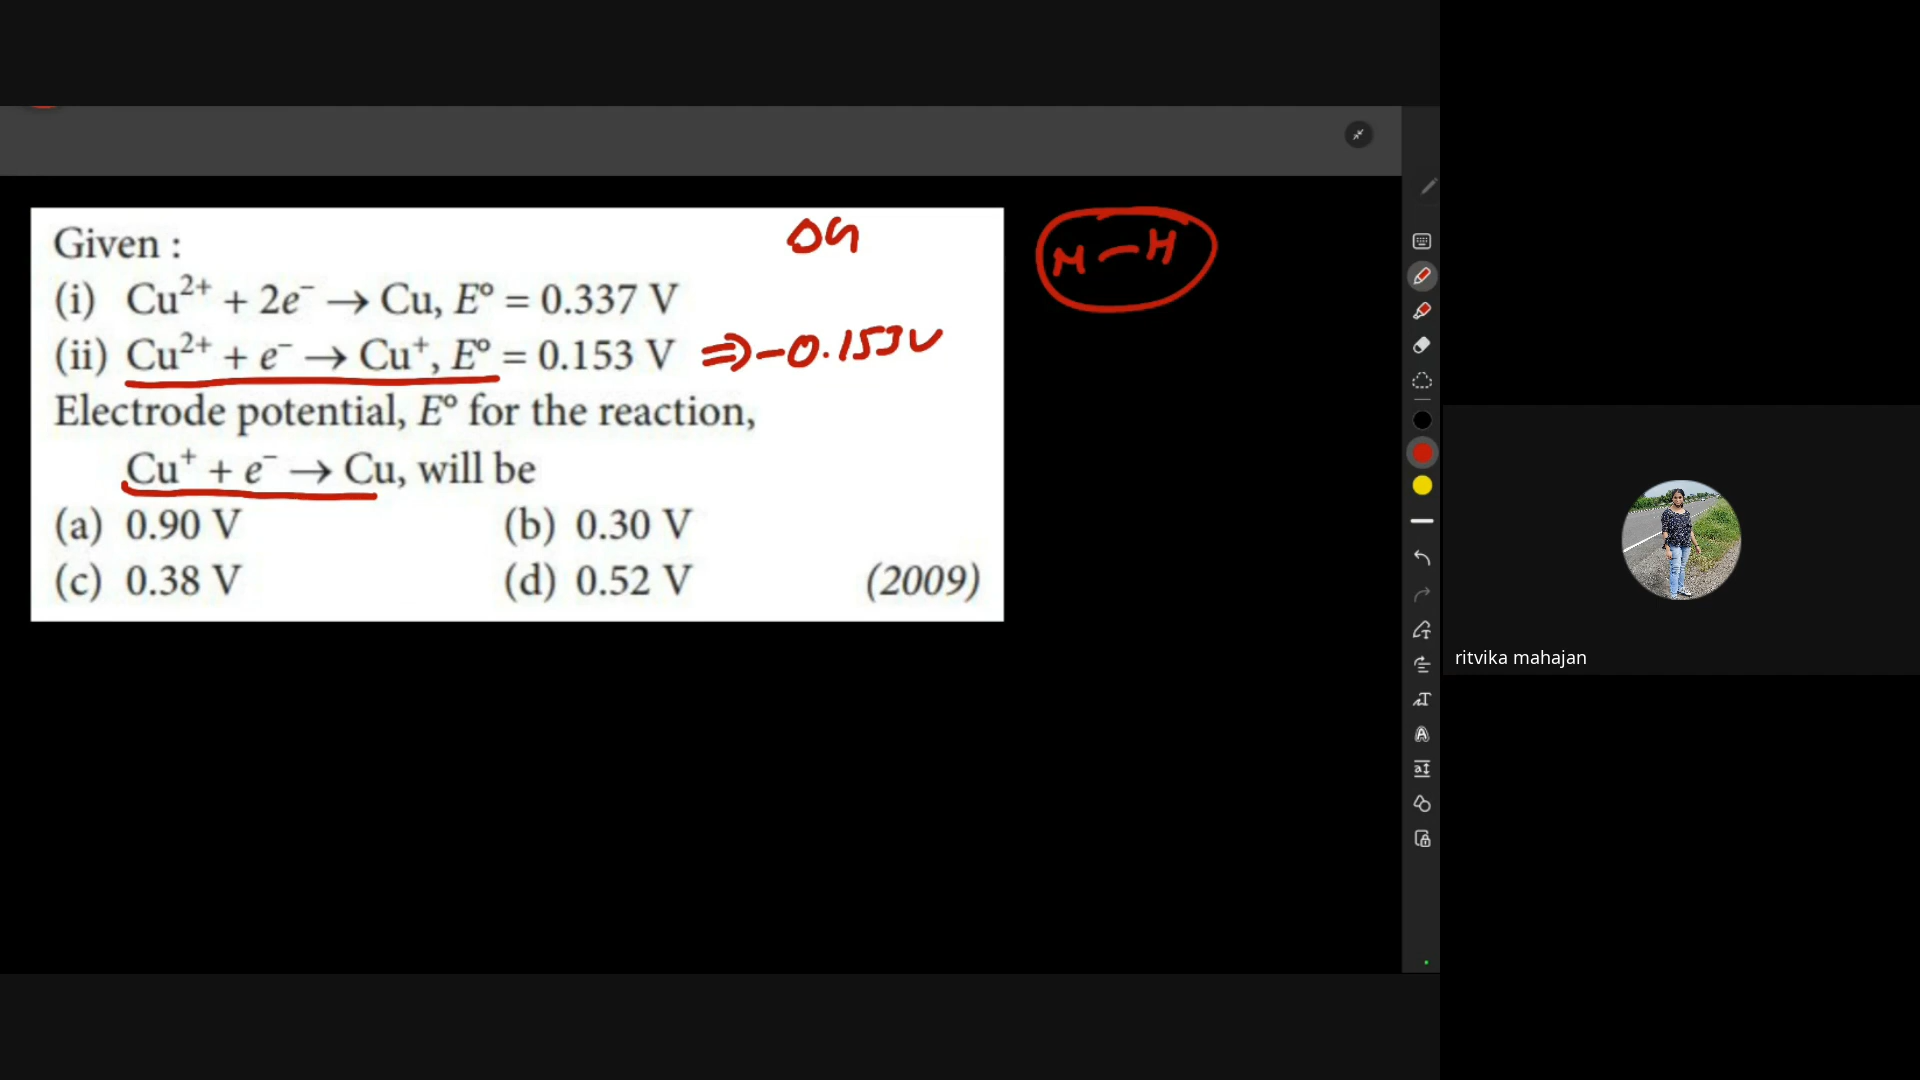 Given :
ΔG
M - H
(i) Cu²⁺ + 2e⁻ → Cu, E° = 0.337 V
(ii) Cu²⁺ + e⁻ → Cu⁺, E° = 0.153 V ⇒ -0.153V
Electrode potential, E° for the reaction,
Cu⁺ + e⁻ → Cu, will be
(a) 0.90 V (b) 0.30 V
(c) 0.38 V (d) 0.52 V (2009)
ritvika mahajan